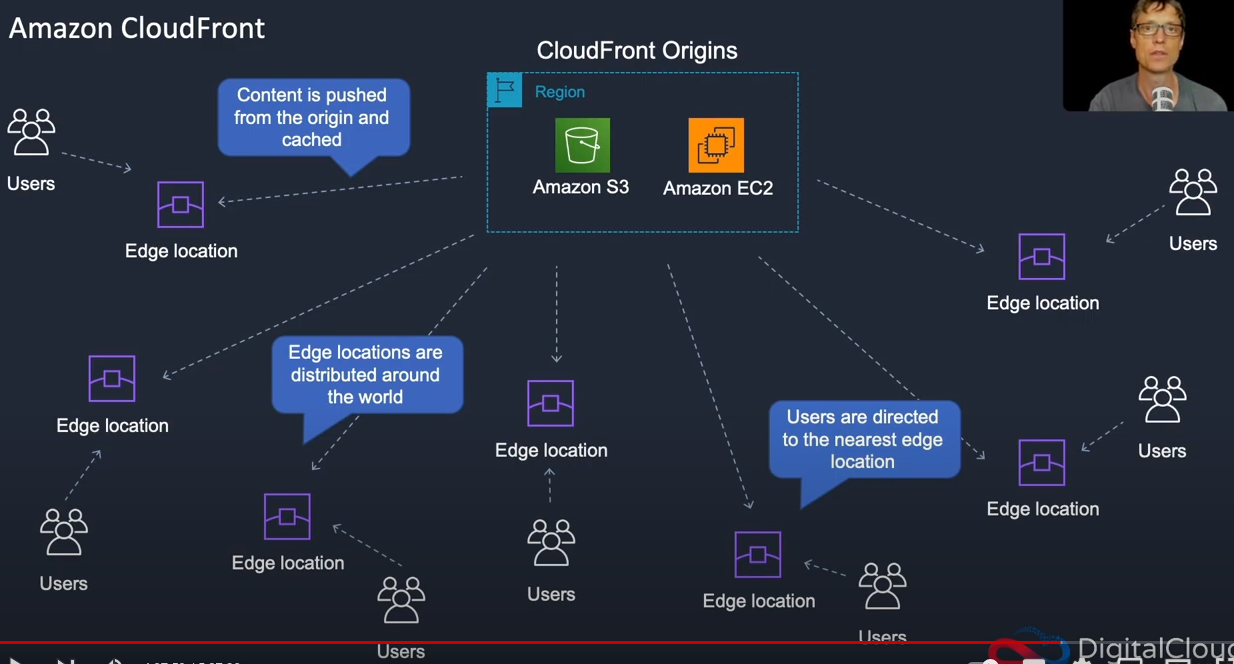 Amazon CloudFront
CloudFront Origins
Region
Amazon S3
Amazon EC2
Content is pushed
from the origin and
cached
Users
Edge location
Users
Edge location
Edge location
Edge locations are
distributed around
the world
Edge location
Users are directed
to the nearest edge
location
Users
Edge location
Users
Edge location
Users
Edge location
Users
Users
Users
DigitalCloud